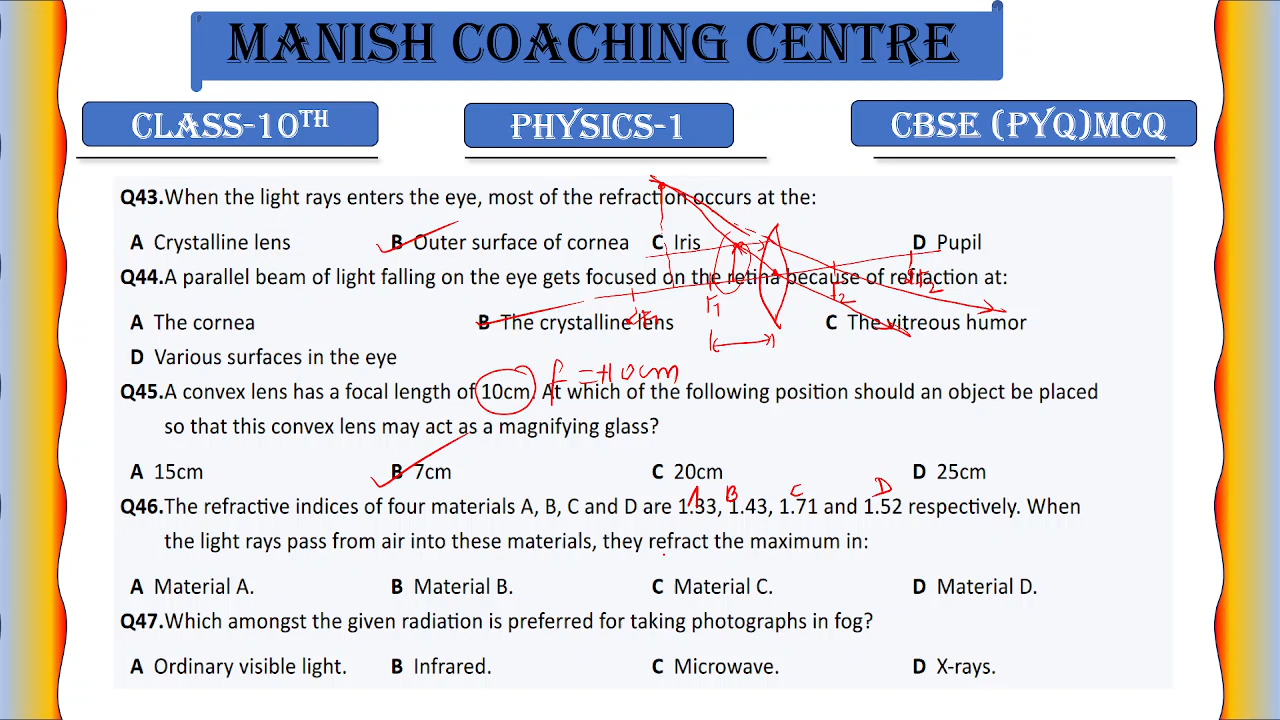 MANISH COACHING CENTRE
CLASS-10TH PHYSICS-1 CBSE (PYQ)MCQ
Q43.When the light rays enters the eye, most of the refraction occurs at the:
A Crystalline lens B Outer surface of cornea C Iris D Pupil
Q44.A parallel beam of light falling on the eye gets focused on the retina because of refraction at:
A The cornea B The crystalline lens C The vitreous humor
D Various surfaces in the eye
f = +10cm
Q45.A convex lens has a focal length of 10cm. At which of the following position should an object be placed
so that this convex lens may act as a magnifying glass?
A 15cm B 7cm C 20cm D 25cm
A B C D
Q46.The refractive indices of four materials A, B, C and D are 1.33, 1.43, 1.71 and 1.52 respectively. When
the light rays pass from air into these materials, they refract the maximum in:
A Material A. B Material B. C Material C. D Material D.
Q47.Which amongst the given radiation is preferred for taking photographs in fog?
A Ordinary visible light. B Infrared. C Microwave. D X-rays.